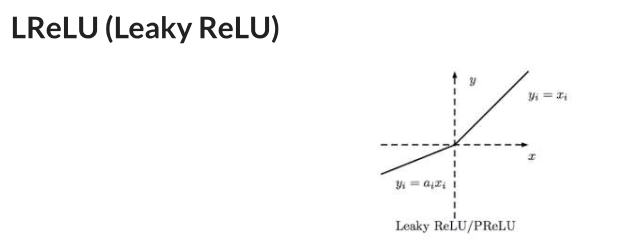 LReLU (Leaky ReLU)
y
yᵢ = xᵢ
x
yᵢ = aᵢxᵢ
Leaky ReLU/PReLU